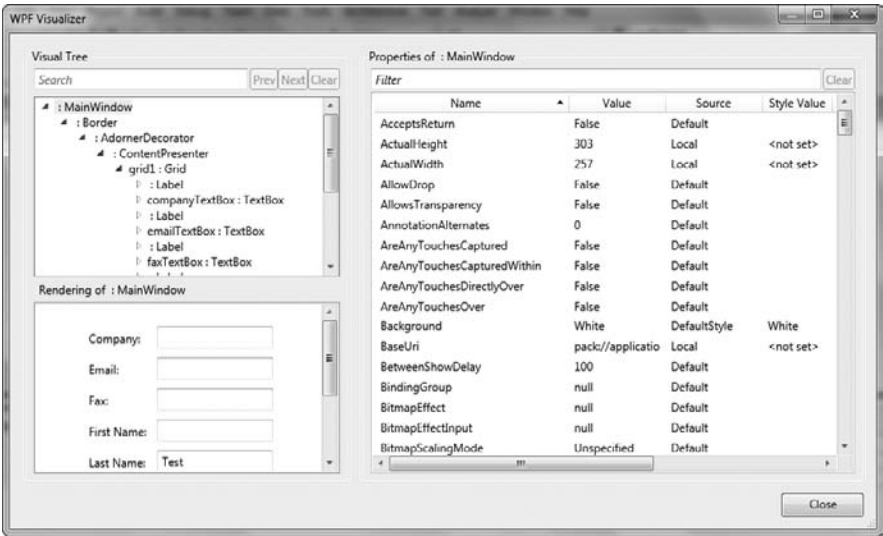 WPF Visualizer
Visual Tree
Search Prev Next Clear
: MainWindow
: Border
: AdornerDecorator
: ContentPresenter
grid1 : Grid
: Label
companyTextBox : TextBox
: Label
emailTextBox : TextBox
: Label
faxTextBox : TextBox
Rendering of : MainWindow
Company:
Email:
Fax:
First Name:
Last Name: Test
Properties of : MainWindow
Filter Clear
Name Value Source Style Value
AcceptsReturn False Default
ActualHeight 303 Local <not set>
ActualWidth 257 Local <not set>
AllowDrop False Default
AllowsTransparency False Default
AnnotationAlternates 0 Default
AreAnyTouchesCaptured False Default
AreAnyTouchesCapturedWithin False Default
AreAnyTouchesDirectlyOver False Default
AreAnyTouchesOver False Default
Background White DefaultStyle White
BaseUri pack://applicatio Local <not set>
BetweenShowDelay 100 Default
BindingGroup null Default
BitmapEffect null Default
BitmapEffectInput null Default
BitmapScalingMode Unspecified Default
Close